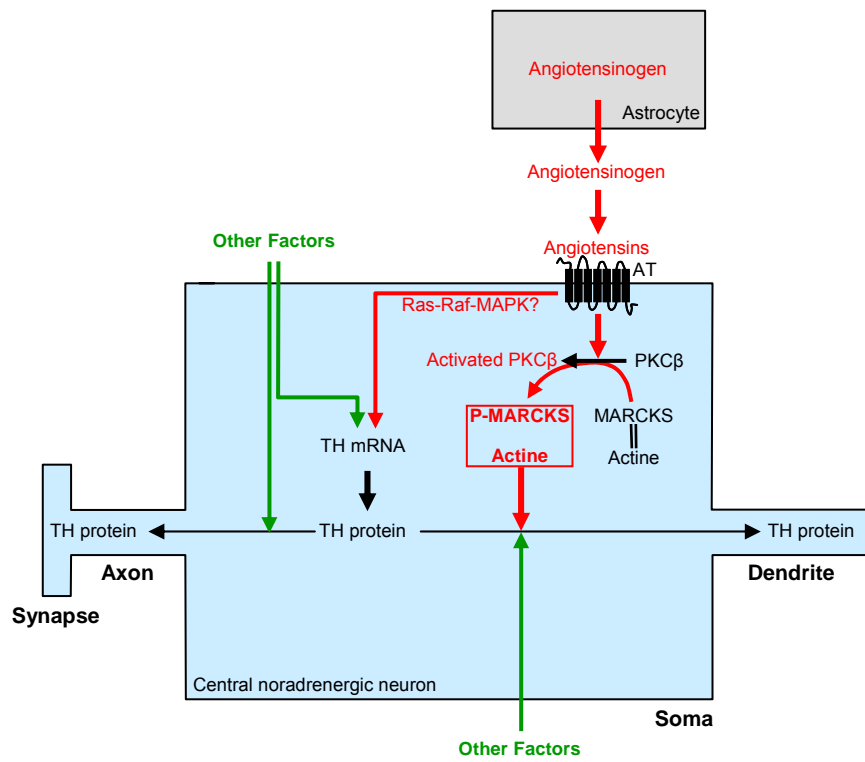 Angiotensinogen
Astrocyte
Angiotensinogen
Other Factors
Angiotensins
AT
Ras-Raf-MAPK?
Activated PKCβ
PKCβ
P-MARCKS
MARCKS
TH mRNA
Actine
Actine
TH protein
TH protein
TH protein
Axon
Dendrite
Synapse
Central noradrenergic neuron
Soma
Other Factors